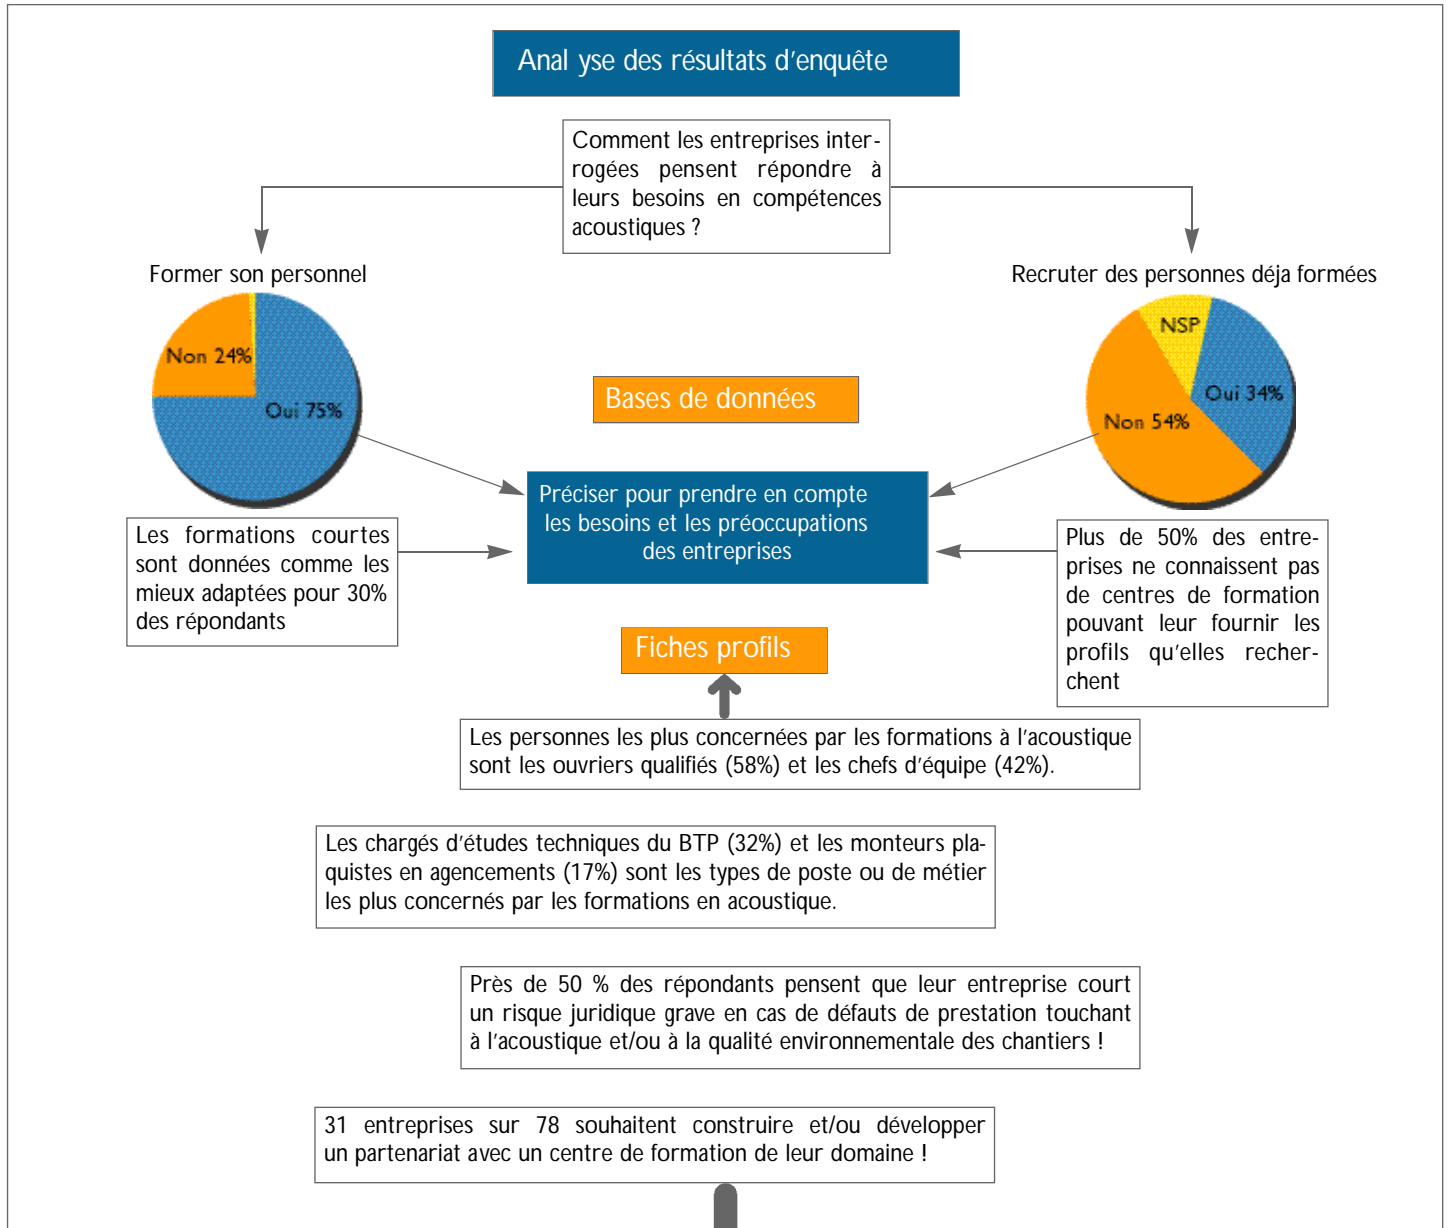 Anal yse des résultats d'enquête
Comment les entreprises inter-
rogées pensent répondre à
leurs besoins en compétences
acoustiques ?
Former son personnel
Recruter des personnes déja formées
Non 24%
Oui 75%
NSP
Oui 34%
Non 54%
Bases de données
Préciser pour prendre en compte
les besoins et les préoccupations
des entreprises
Les formations courtes
sont données comme les
mieux adaptées pour 30%
des répondants
Plus de 50% des entre-
prises ne connaissent pas
de centres de formation
pouvant leur fournir les
profils qu'elles recher-
chent
Fiches profils
Les personnes les plus concernées par les formations à l'acoustique
sont les ouvriers qualifiés (58%) et les chefs d'équipe (42%).
Les chargés d'études techniques du BTP (32%) et les monteurs pla-
quistes en agencements (17%) sont les types de poste ou de métier
les plus concernés par les formations en acoustique.
Près de 50 % des répondants pensent que leur entreprise court
un risque juridique grave en cas de défauts de prestation touchant
à l'acoustique et/ou à la qualité environnementale des chantiers !
31 entreprises sur 78 souhaitent construire et/ou développer
un partenariat avec un centre de formation de leur domaine !